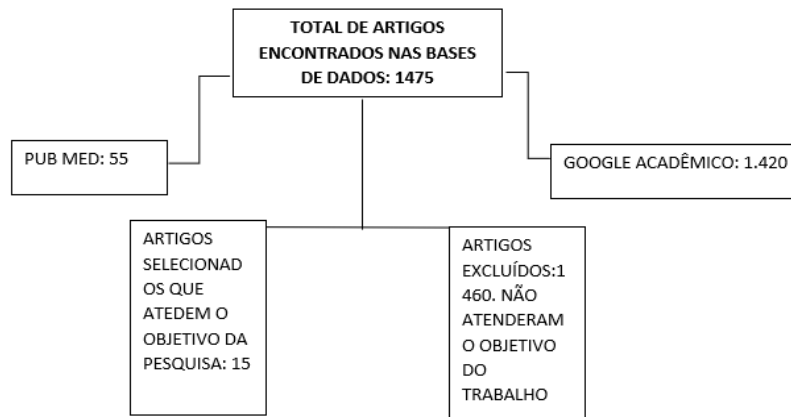 TOTAL DE ARTIGOS
ENCONTRADOS NAS BASES
DE DADOS: 1475
PUB MED: 55
GOOGLE ACADÊMICO: 1.420
ARTIGOS
SELECIONAD
OS QUE
ATEDEM O
OBJETIVO DA
PESQUISA: 15
ARTIGOS
EXCLUÍDOS:1
460. NÃO
ATENDERAM
O OBJETIVO
DO
TRABALHO